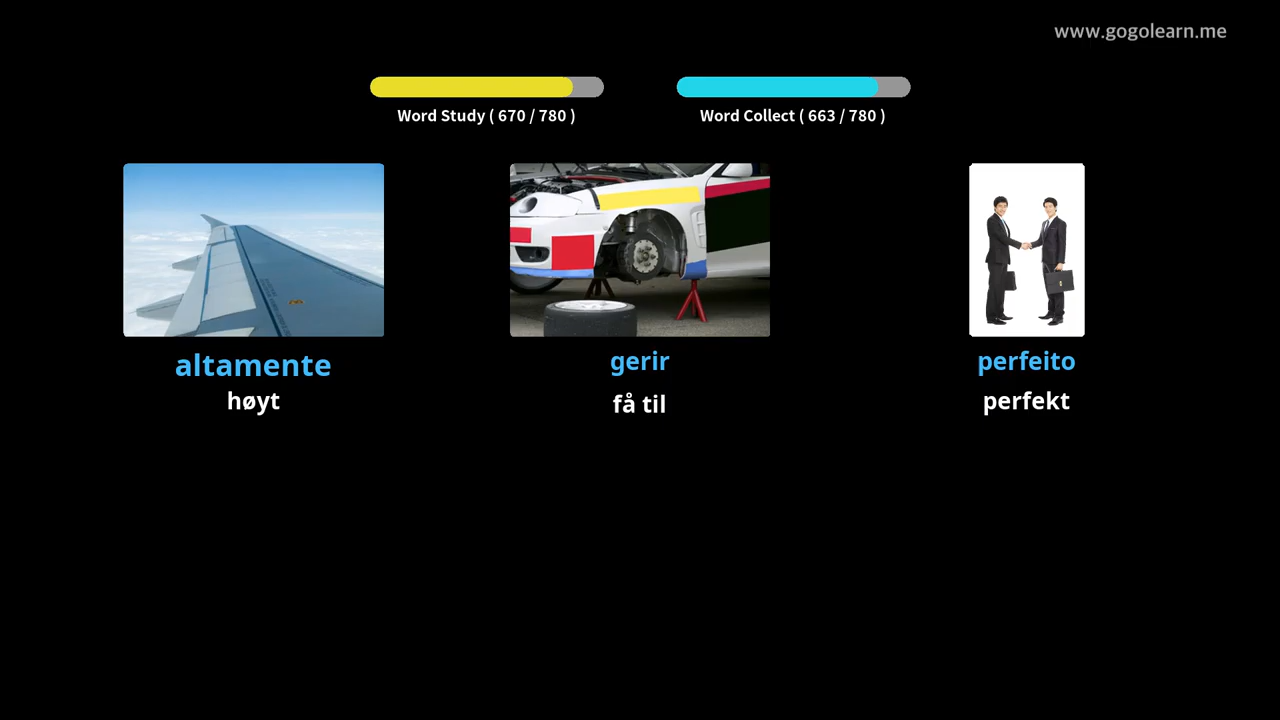 www.gogolearn.me
Word Study ( 670 / 780 )
Word Collect ( 663 / 780 )
altamente
høyt
gerir
få til
perfeito
perfekt